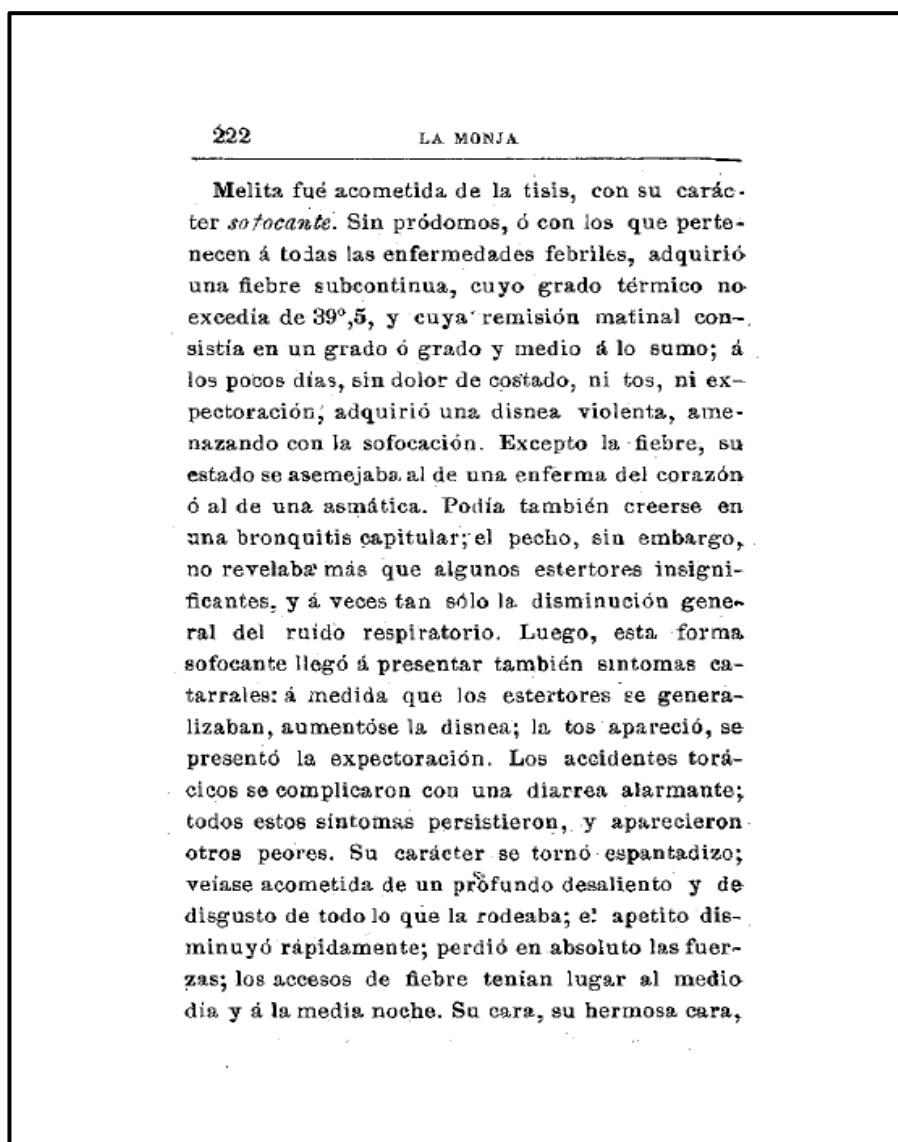 222 LA MONJA
Melita fué acometida de la tisis, con su carác-
ter sofocante. Sin pródomos, ó con los que perte-
necen á todas las enfermedades febriles, adquirió
una fiebre subcontinua, cuyo grado térmico no
excedía de 39°,5, y cuya remisión matinal con-
sistía en un grado ó grado y medio á lo sumo; á
los pocos días, sin dolor de costado, ni tos, ni ex-
pectoración, adquirió una disnea violenta, ame-
nazando con la sofocación. Excepto la fiebre, su
estado se asemejaba al de una enferma del corazón
ó al de una asmática. Podía también creerse en
una bronquitis capitular; el pecho, sin embargo,
no revelaba más que algunos estertores insigni-
ficantes, y á veces tan sólo la disminución gene-
ral del ruido respiratorio. Luego, esta forma
sofocante llegó á presentar también sintomas ca-
tarrales: á medida que los estertores se genera-
lizaban, aumentóse la disnea; la tos apareció, se
presentó la expectoración. Los accidentes torá-
cicos se complicaron con una diarrea alarmante;
todos estos síntomas persistieron, y aparecieron
otros peores. Su carácter se tornó espantadizo;
veíase acometida de un profundo desaliento y de
disgusto de todo lo que la rodeaba; el apetito dis-
minuyó rápidamente; perdió en absoluto las fuer-
zas; los accesos de fiebre tenían lugar al medio
día y á la media noche. Su cara, su hermosa cara,